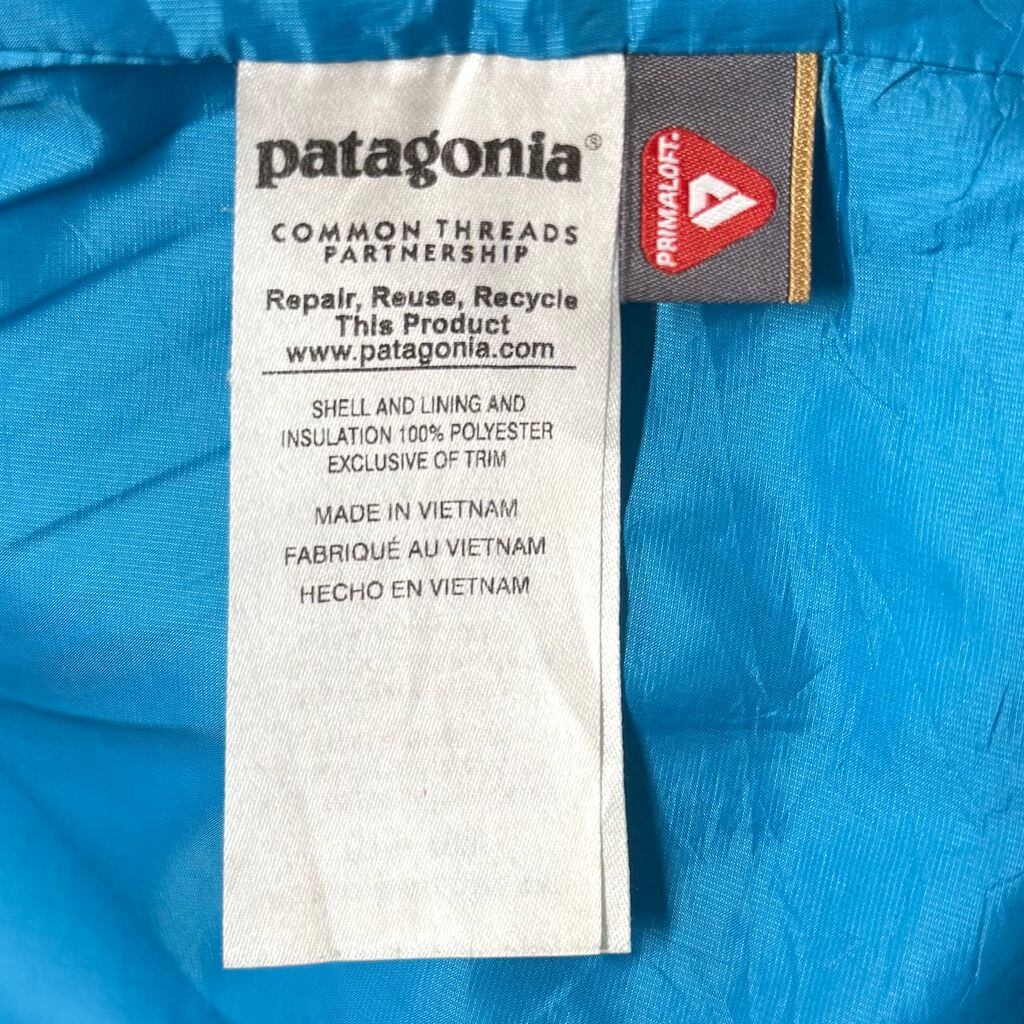 patagonia®
COMMON THREADS
PARTNERSHIP
Repair, Reuse, Recycle
This Product
www.patagonia.com
SHELL AND LINING AND
INSULATION 100% POLYESTER
EXCLUSIVE OF TRIM
MADE IN VIETNAM
FABRIQUÉ AU VIETNAM
HECHO EN VIETNAM
PRIMALOFT